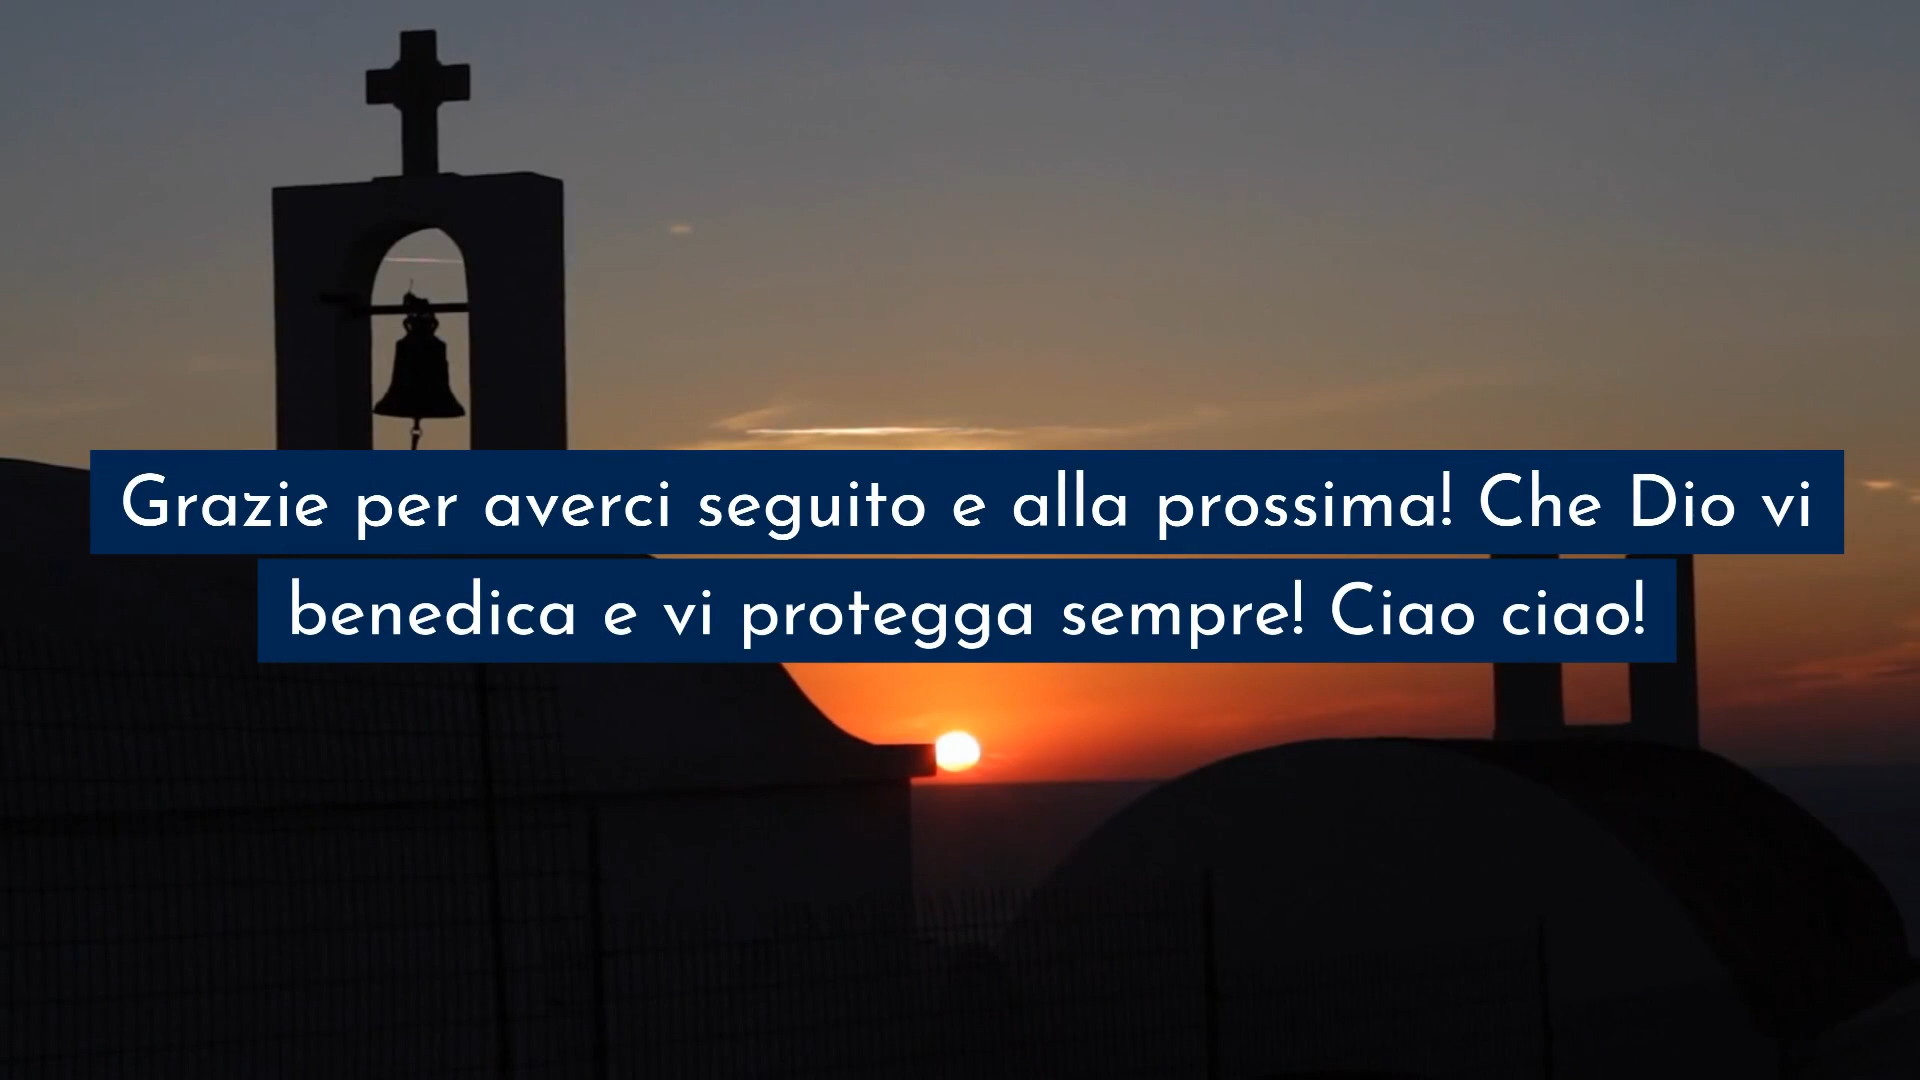 Grazie per averci seguito e alla prossima! Che Dio vi
benedica e vi protegga sempre! Ciao ciao!